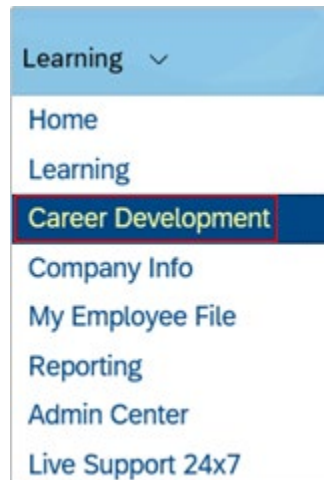 Learning
Home
Learning
Career Development
Company Info
My Employee File
Reporting
Admin Center
Live Support 24x7